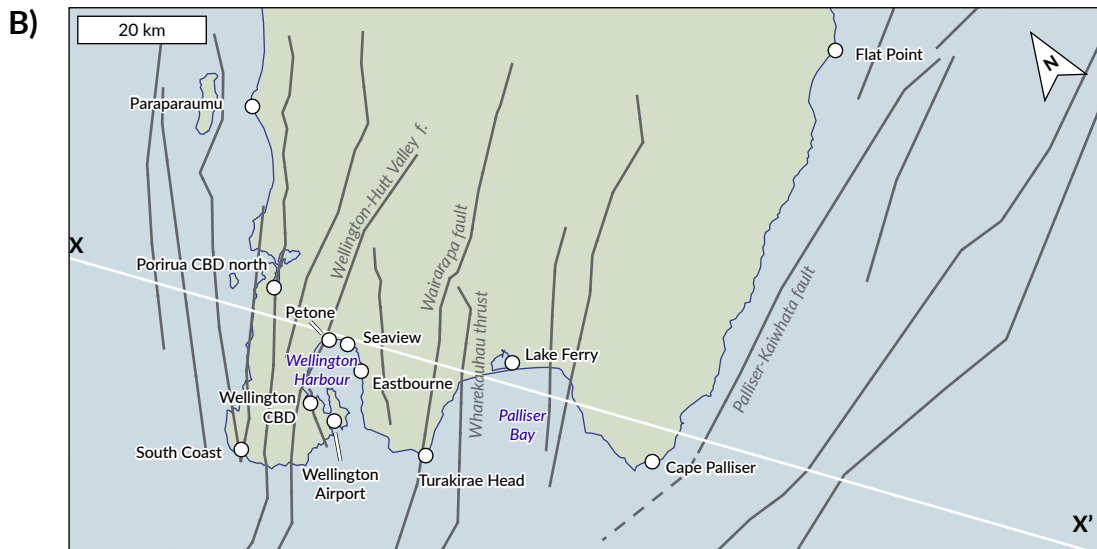 B)
20 km
N
Flat Point
Paraparaumu
Wellington-Hutt Valley f.
Wairarapa fault
X
Porirua CBD north
Palliser-Kaiwhata fault
Wharekauhau thrust
Petone
Seaview
Wellington
Harbour
Lake Ferry
Eastbourne
Wellington
CBD
Palliser
Bay
South Coast
Cape Palliser
Wellington
Airport
Turakirae Head
X'